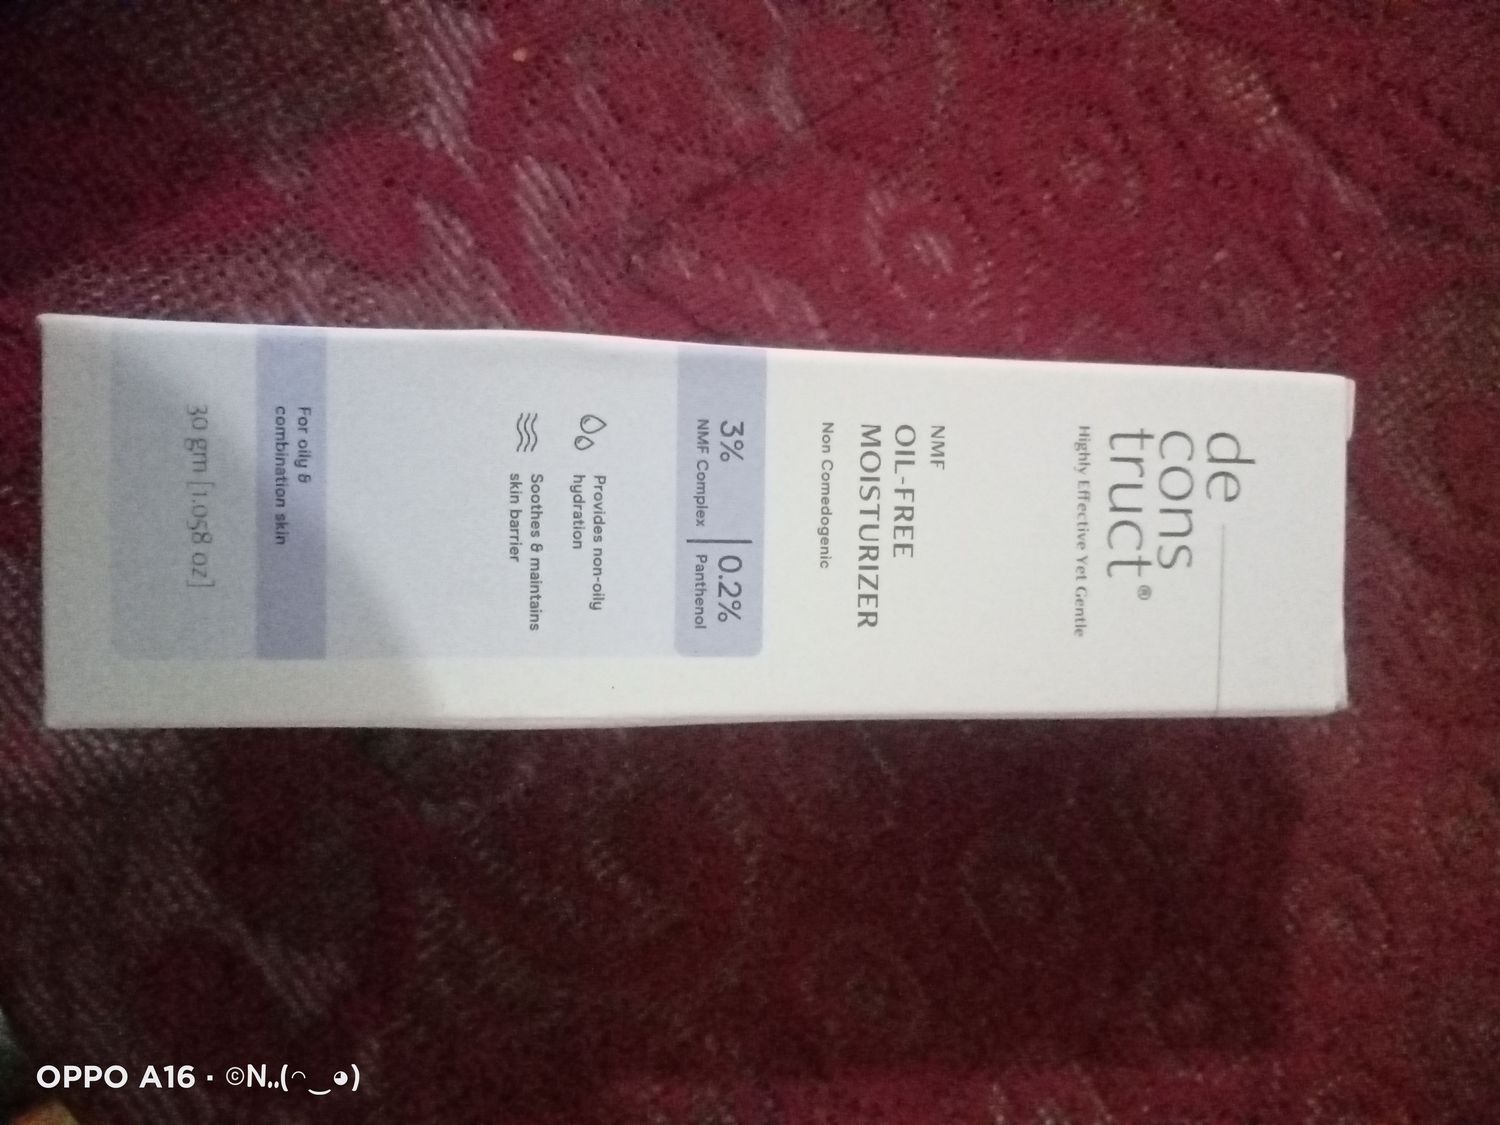 de
cons
truct®
Highly Effective Yet Gentle
NMF
OIL-FREE
MOISTURIZER
Non Comedogenic
3% | 0.2%
NMF Complex | Panthenol
Provides non-oily
hydration
Soothes & maintains
skin barrier
For oily &
combination skin
30 gm [1.058 oz]
OPPO A16 · ©N..(◠‿◕)